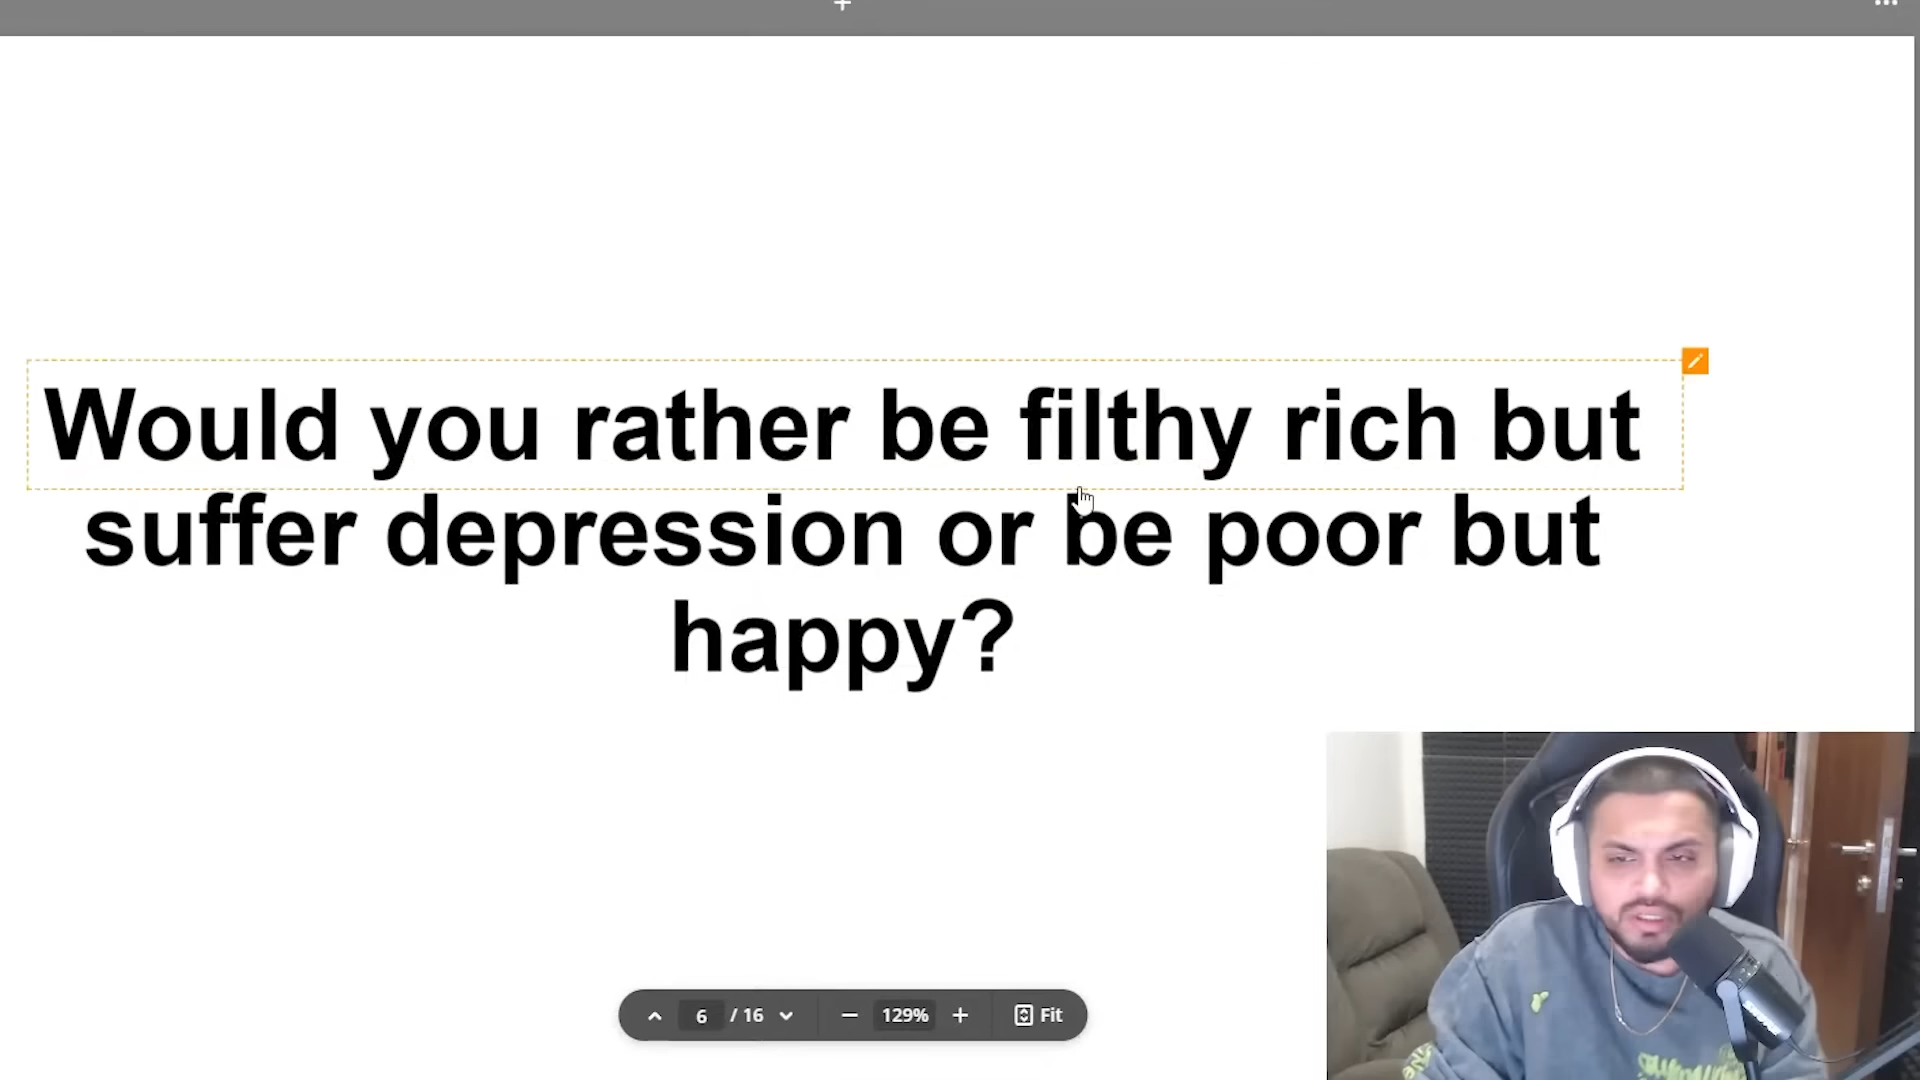 Would you rather be filthy rich but
suffer depression or be poor but
happy?
6 / 16 129% Fit